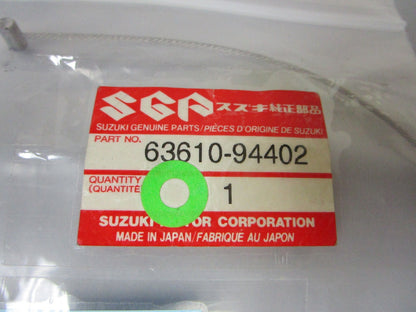 SGP スズキ純正部品
SUZUKI GENUINE PARTS/PIÈCES D'ORIGINE DE SUZUKI
PART NO.
63610-94402
QUANTITY
(QUANTITÉ)
1
SUZUKI MOTOR CORPORATION
MADE IN JAPAN/FABRIQUÉ AU JAPON